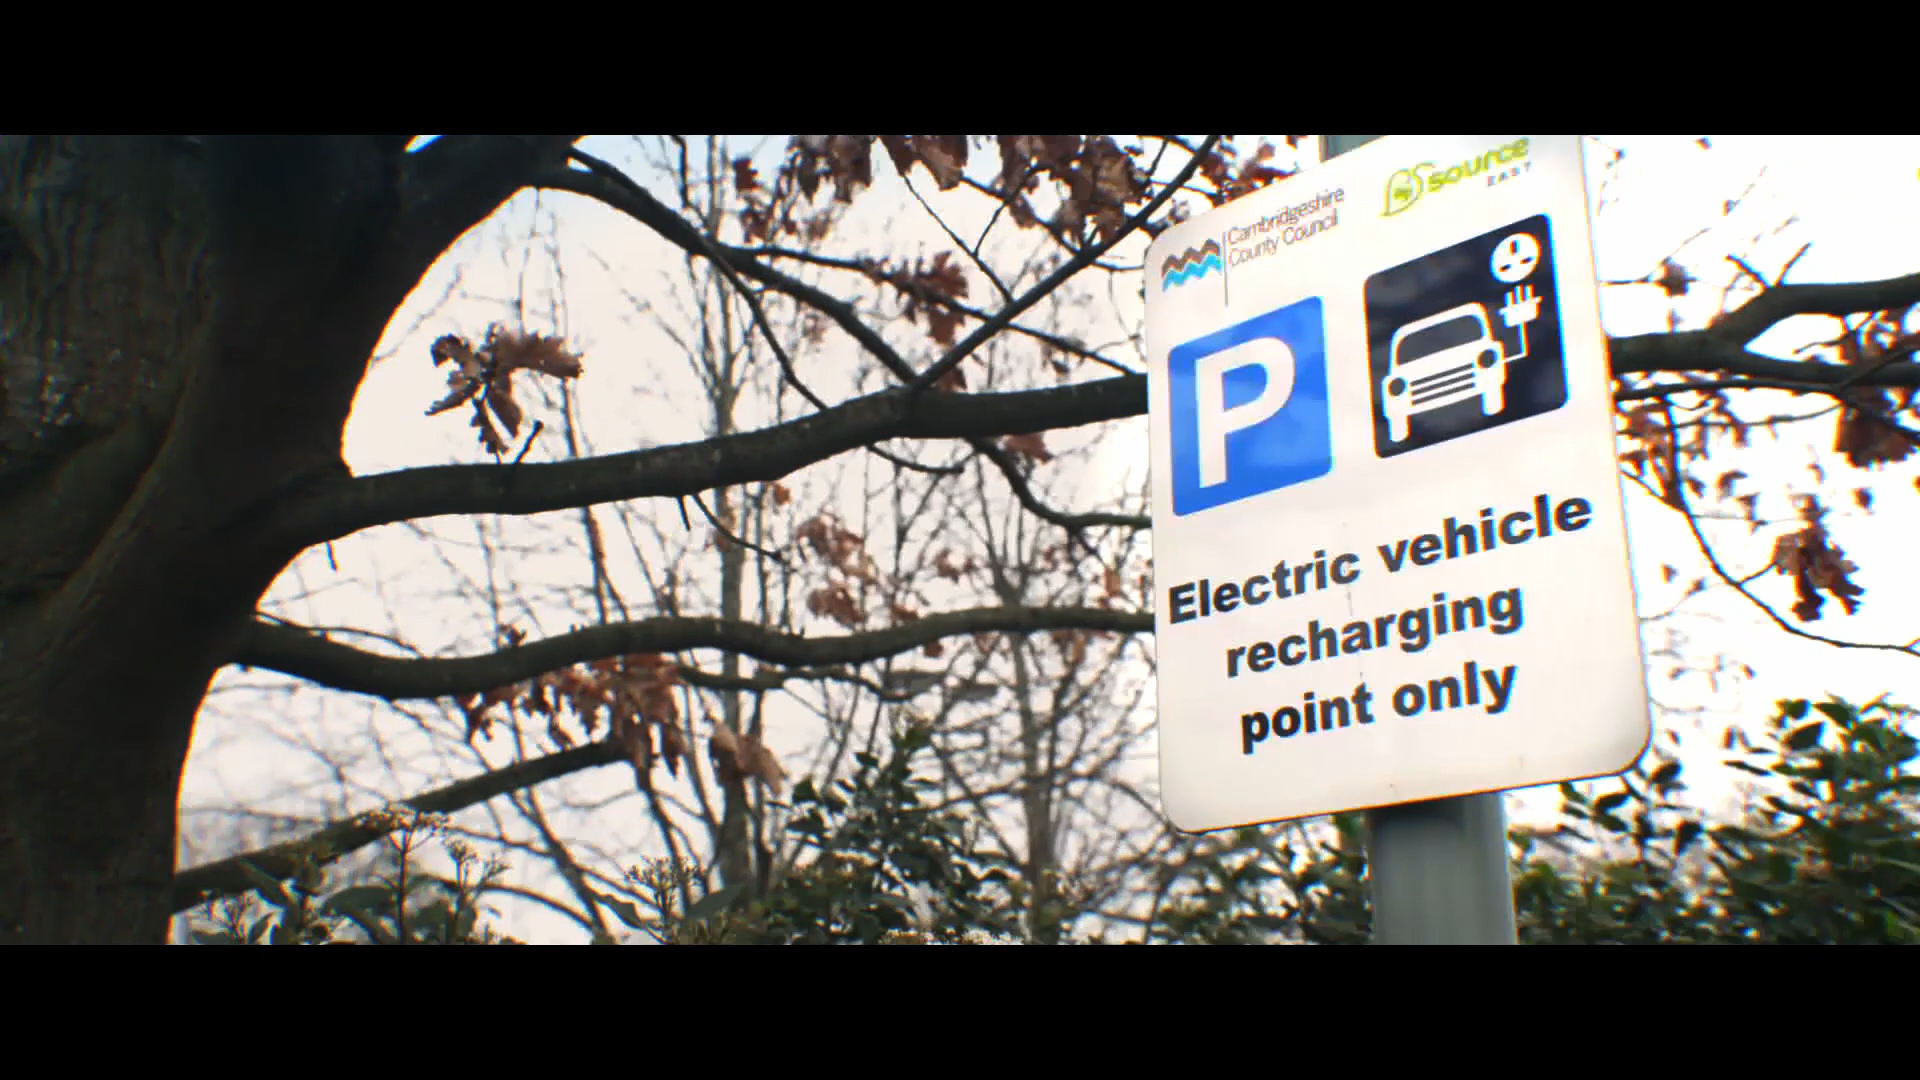 Cambridgeshire
County Council
source
EAST
P
Electric vehicle
recharging
point only